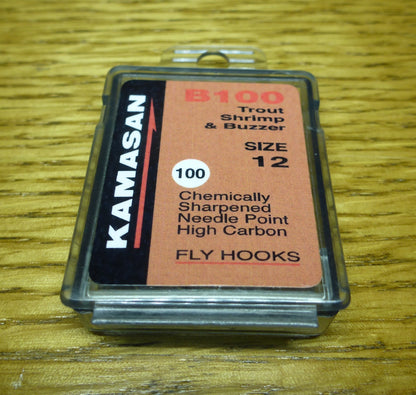 KAMASAN
B100
Trout
Shrimp
& Buzzer
SIZE
12
100
Chemically
Sharpened
Needle Point
High Carbon
FLY HOOKS